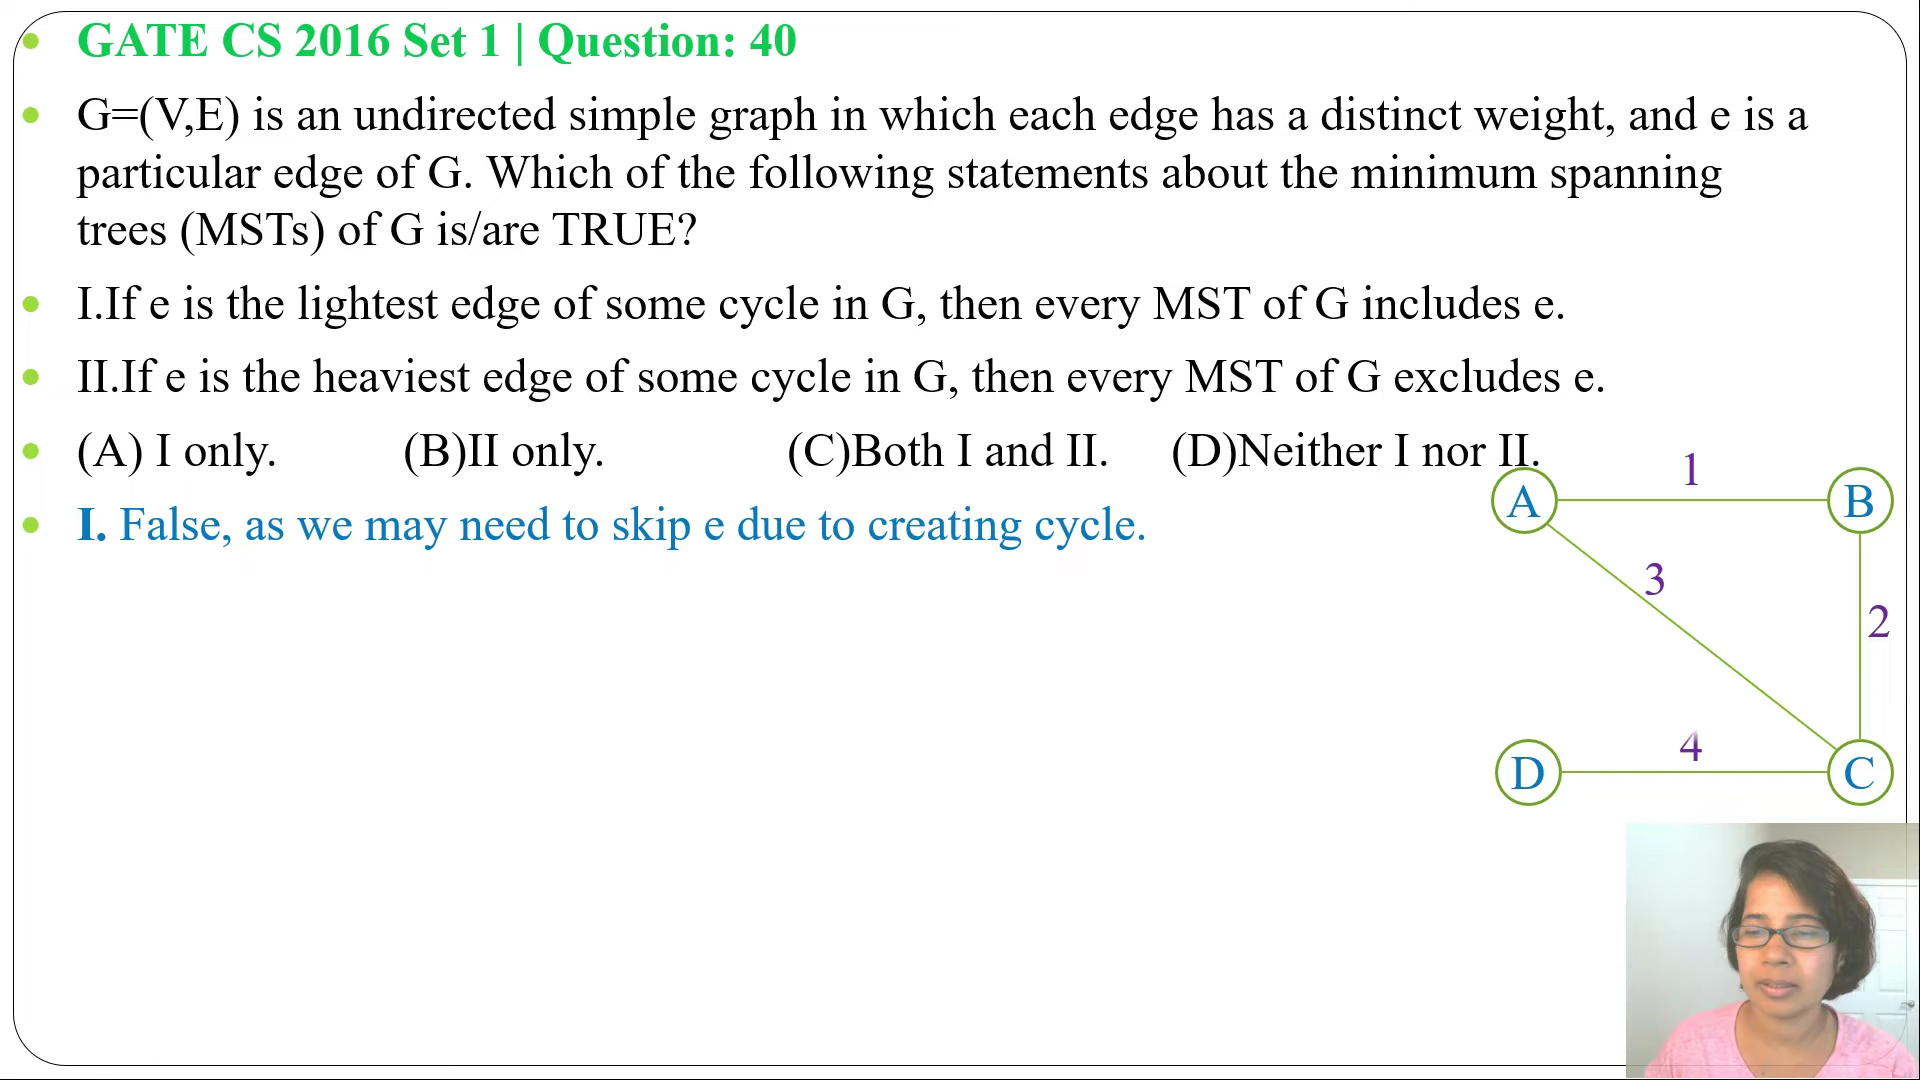 GATE CS 2016 Set 1 | Question: 40
G=(V,E) is an undirected simple graph in which each edge has a distinct weight, and e is a
particular edge of G. Which of the following statements about the minimum spanning
trees (MSTs) of G is/are TRUE?
I.If e is the lightest edge of some cycle in G, then every MST of G includes e.
II.If e is the heaviest edge of some cycle in G, then every MST of G excludes e.
(A) I only. (B)II only. (C)Both I and II. (D)Neither I nor II.
I. False, as we may need to skip e due to creating cycle.
1
A
B
3
2
4
D
C